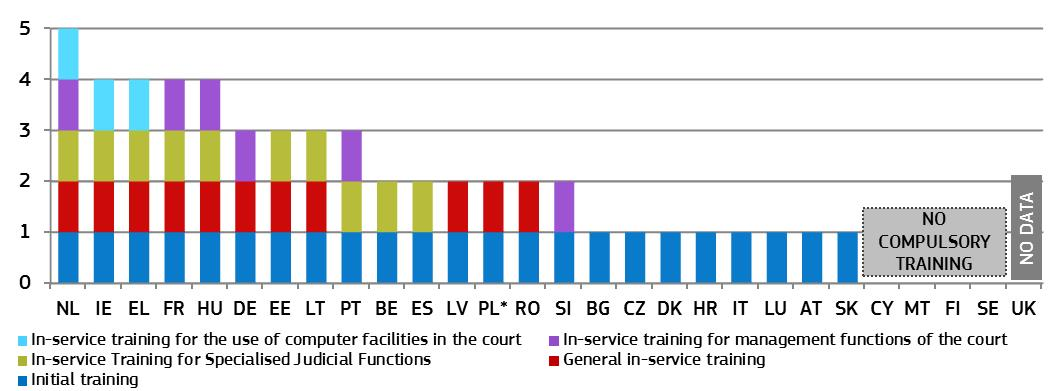 5
4
3
2
1
0
NO
COMPULSORY
TRAINING
NO DATA
NL IE EL FR HU DE EE LT PT BE ES LV PL* RO SI BG CZ DK HR IT LU AT SK CY MT FI SE UK
In-service training for the use of computer facilities in the court In-service training for management functions of the court
In-service Training for Specialised Judicial Functions General in-service training
Initial training